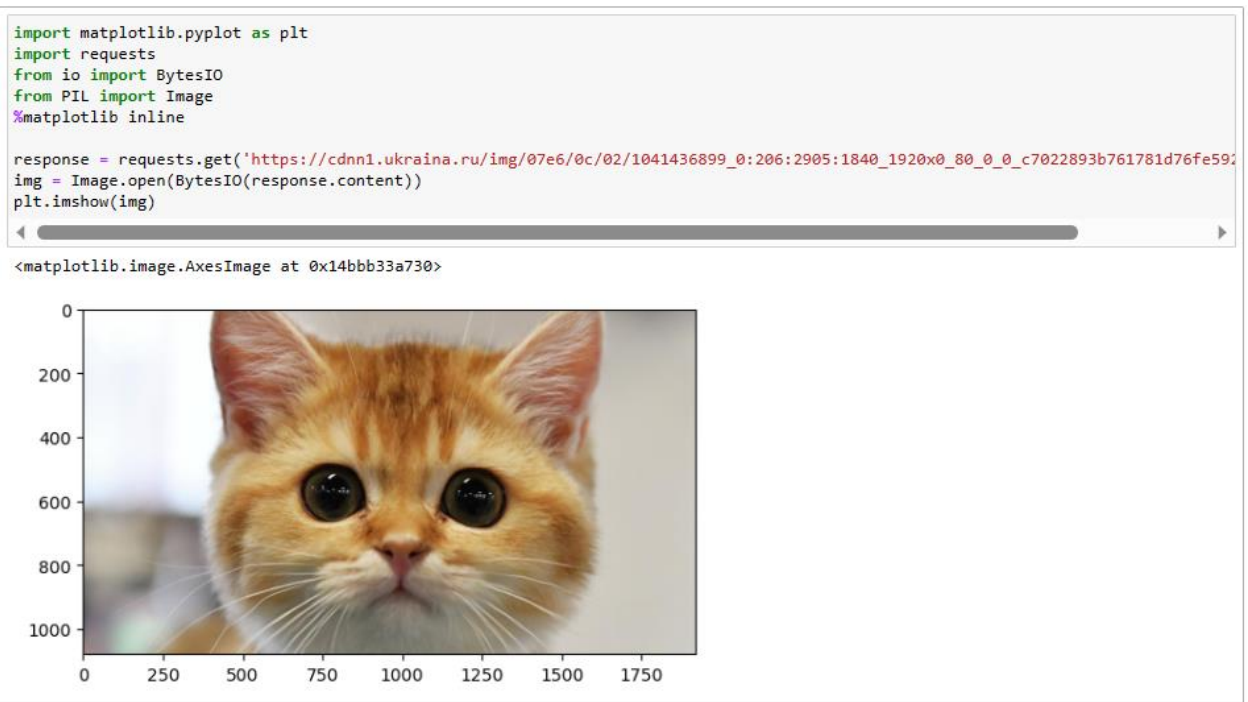 import matplotlib.pyplot as plt
import requests
from io import BytesIO
from PIL import Image
%matplotlib inline
response = requests.get('https://cdnn1.ukraina.ru/img/07e6/0c/02/1041436899_0:206:2905:1840_1920x0_80_0_0_c7022893b761781d76fe592
img = Image.open(BytesIO(response.content))
plt.imshow(img)
<matplotlib.image.AxesImage at 0x14bbb33a730>
0
200
400
600
800
1000
0 250 500 750 1000 1250 1500 1750